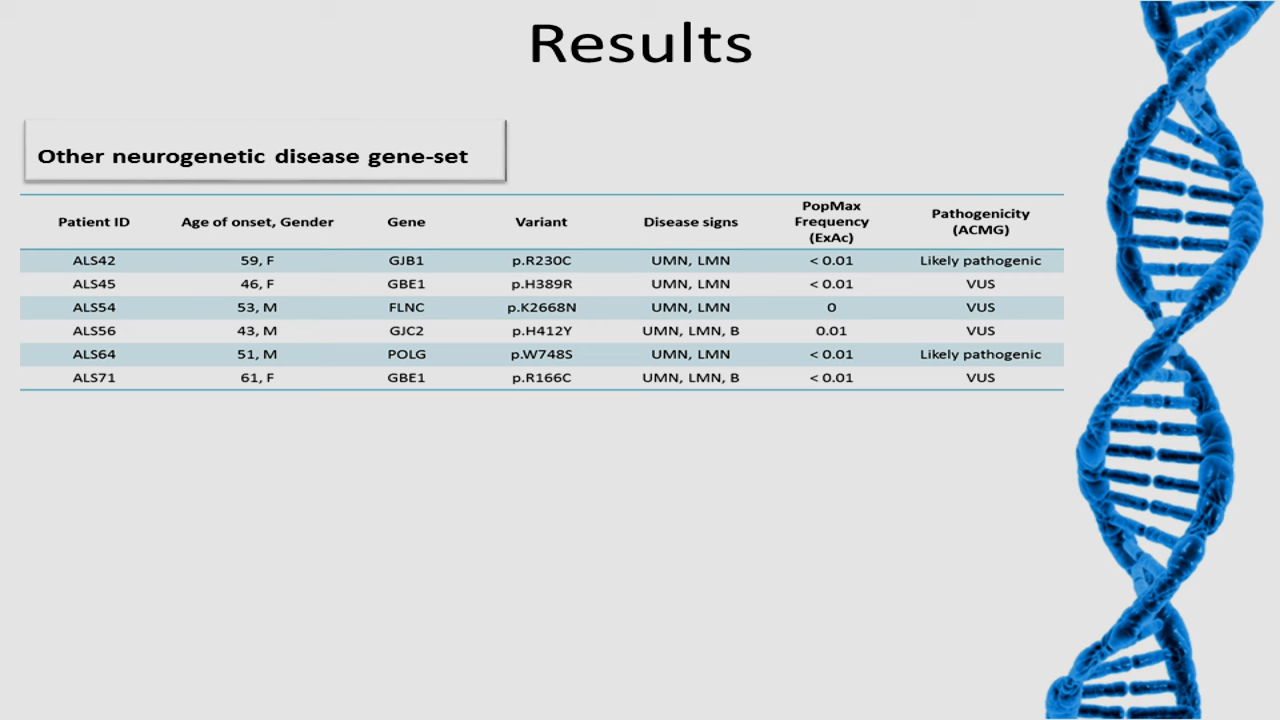 Results
Other neurogenetic disease gene-set
Patient ID Age of onset, Gender Gene Variant Disease signs PopMax Frequency (ExAc) Pathogenicity (ACMG)
ALS42 59, F GJB1 p.R230C UMN, LMN < 0.01 Likely pathogenic
ALS45 46, F GBE1 p.H389R UMN, LMN < 0.01 VUS
ALS54 53, M FLNC p.K2668N UMN, LMN 0 VUS
ALS56 43, M GJC2 p.H412Y UMN, LMN, B 0.01 VUS
ALS64 51, M POLG p.W748S UMN, LMN < 0.01 Likely pathogenic
ALS71 61, F GBE1 p.R166C UMN, LMN, B < 0.01 VUS